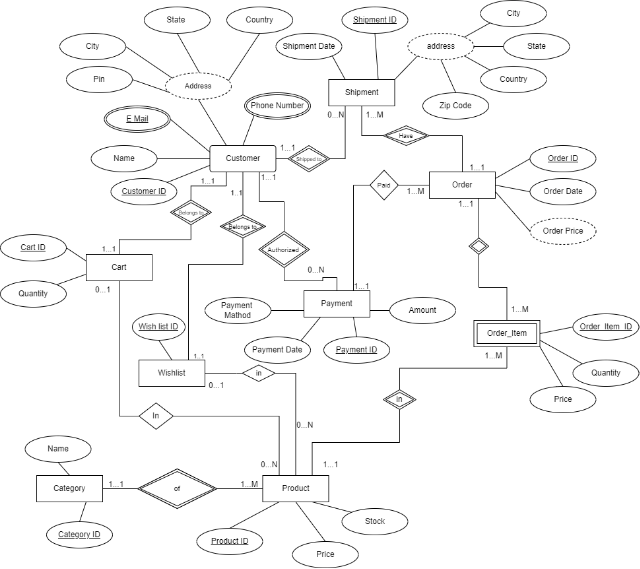 State
Country
Shipment ID
City
City
Shipment Date
address
State
Pin
Address
Country
Shipment
Phone Number
Zip Code
E Mail
0...N
1...M
Have
Name
Customer
1...1
Shipped to
1...1
Order ID
Customer ID
1...1
1..1
1...1
Paid
1...M
Order
Order Date
1...1
Belongs to
Belongs to
Order Price
Cart ID
1...1
Authorized
Cart
0...N
0...1
1...1
Quantity
Payment Mathod
Payment
Amount
1...M
Wish list ID
Order_Item
Order_Item_ID
Payment Date
Payment ID
1...M
1...1
Wishlist
in
Quantity
0...1
Price
in
In
0...N
Name
0...N
1...1
Category
1...1
of
1...M
Product
Category ID
Product ID
Stock
Price